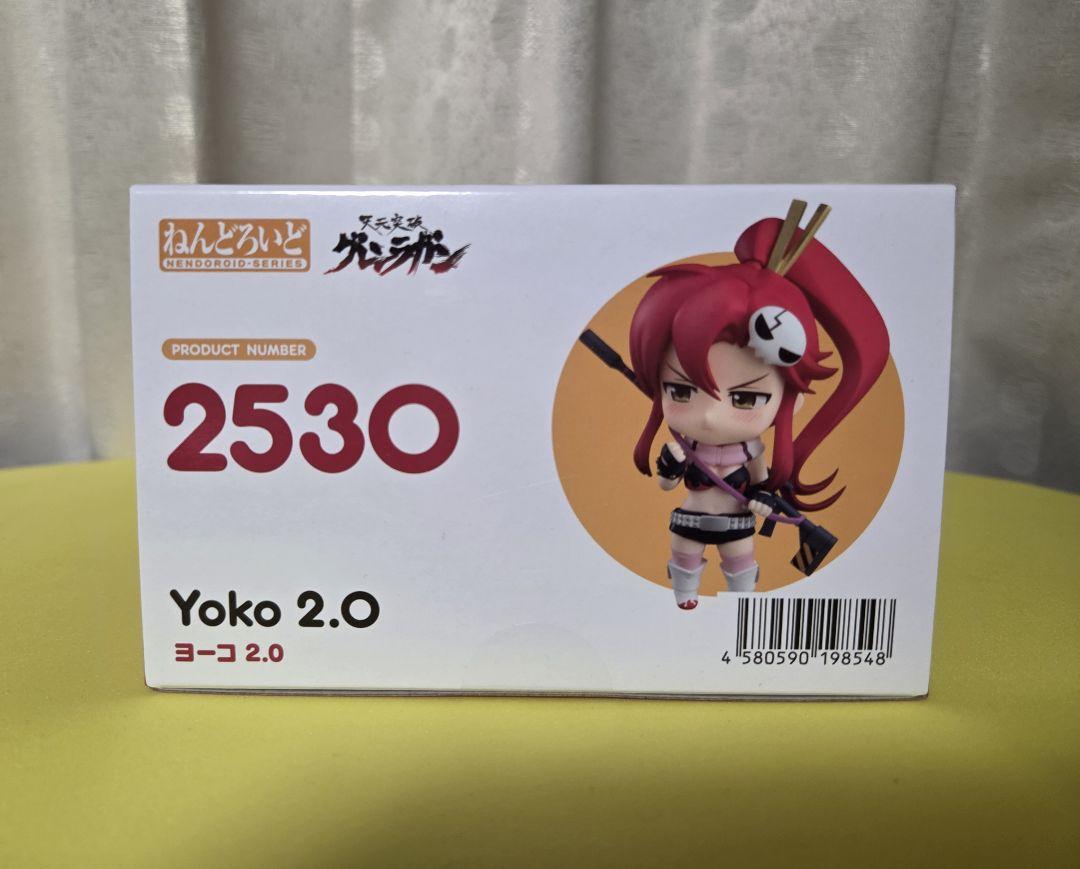 ねんどろいど
NENDOROID-SERIES
天元突破
グレンラガン
PRODUCT NUMBER
2530
Yoko 2.0
ヨーコ 2.0
4 580590 198548